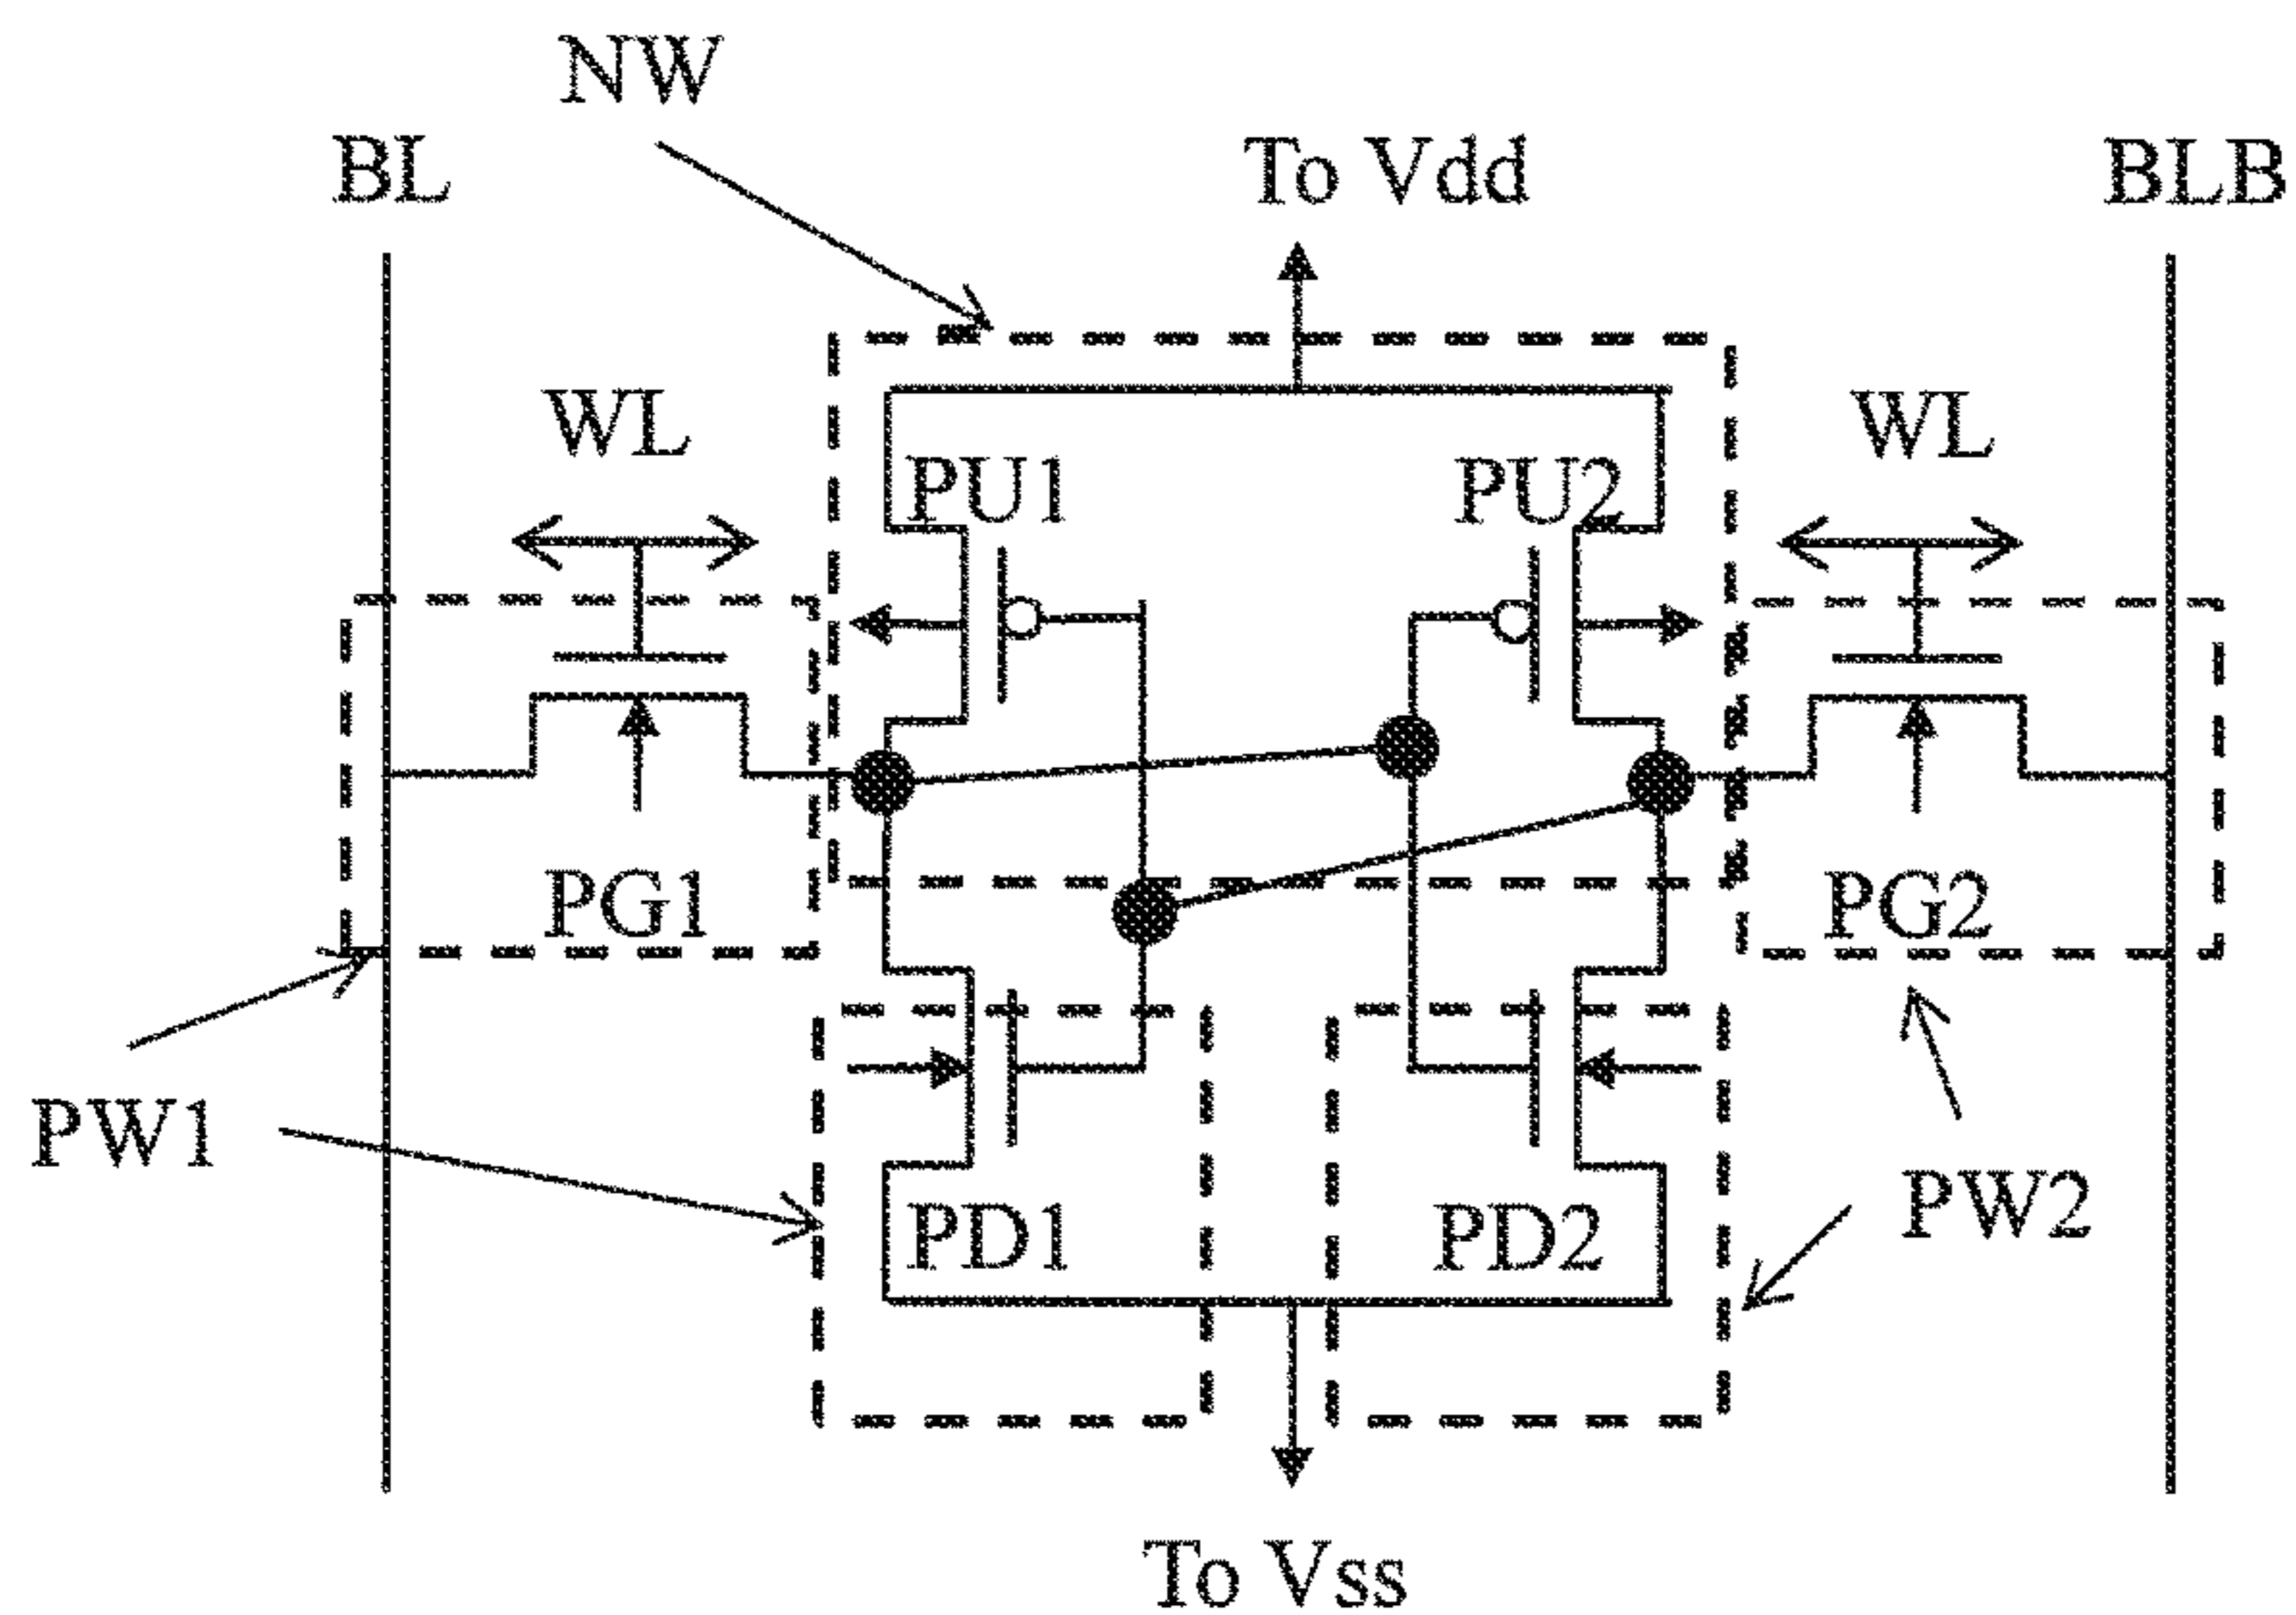 NW
BL
To Vdd
BLB
WL
WL
PU1
PU2
PG1
PG2
PW1
PW2
PD1
PD2
To Vss